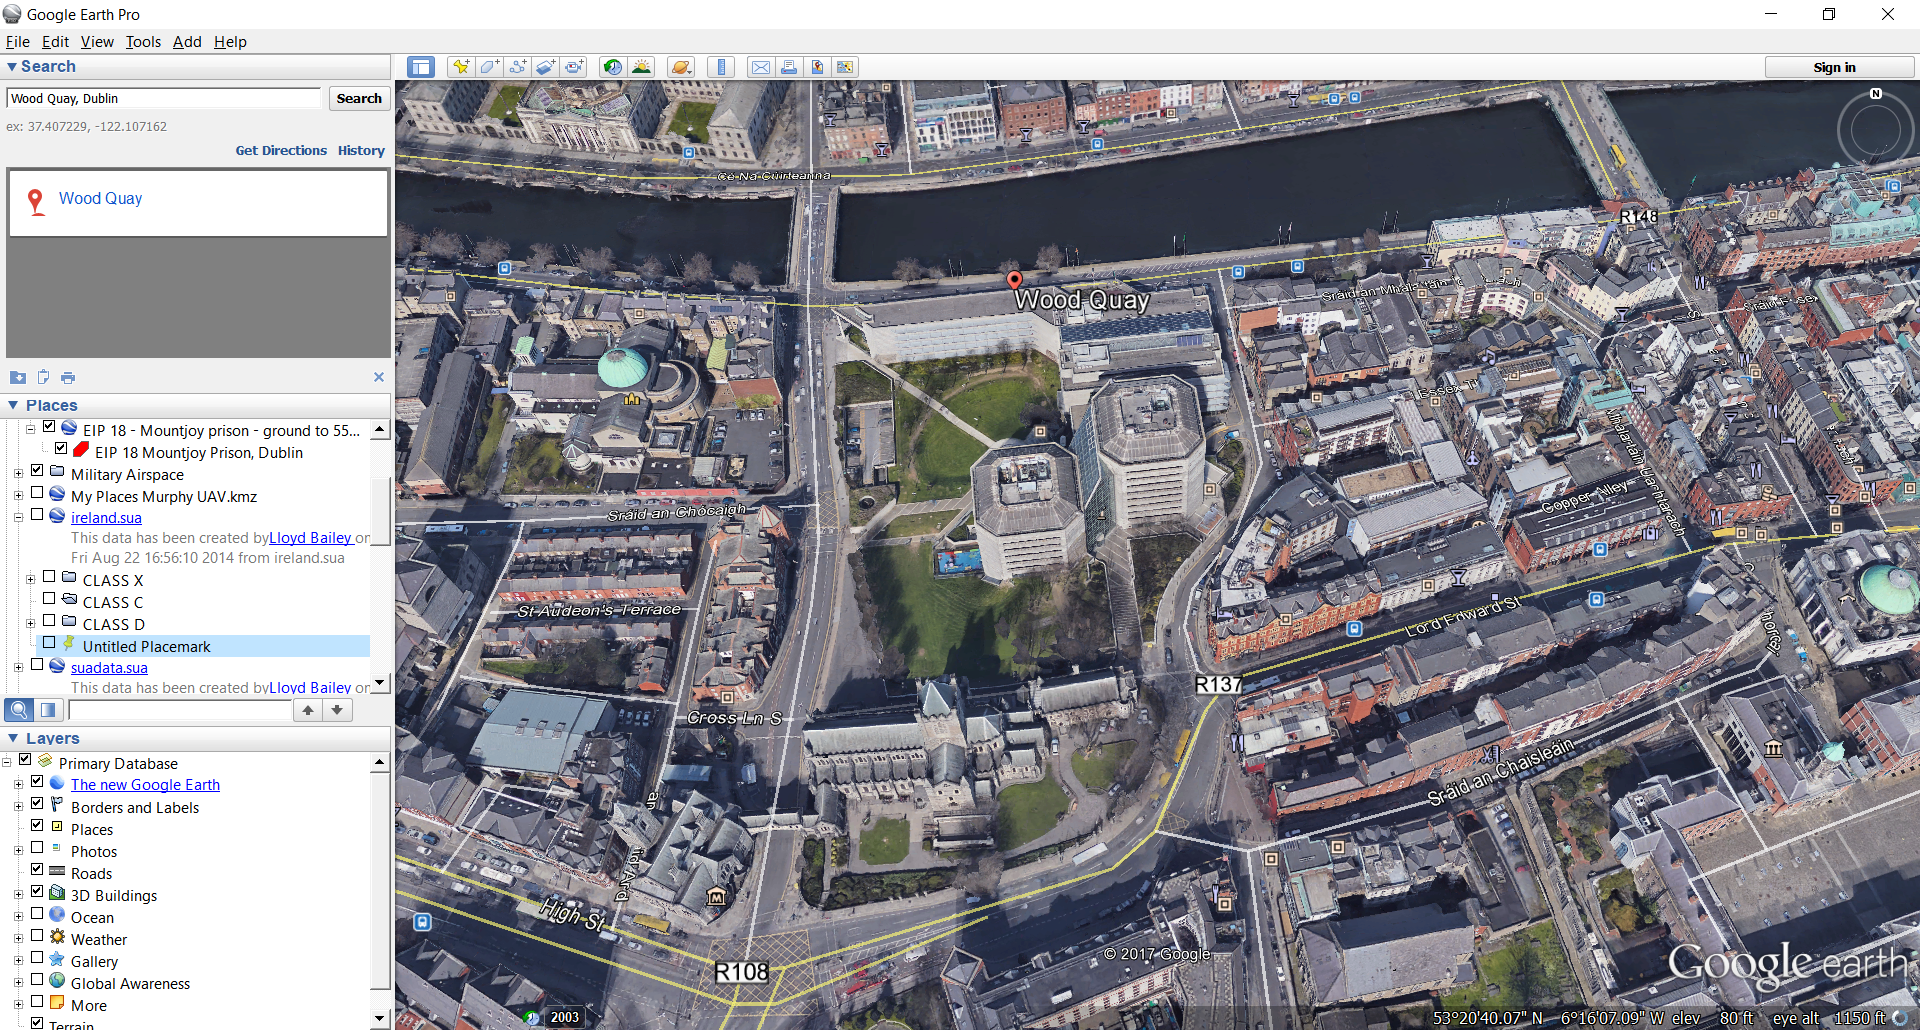 Google Earth Pro
File Edit View Tools Add Help
Search
Sign in
Wood Quay, Dublin
Search
ex: 37.407229, -122.107162
Get Directions History
Wood Quay
Places
EIP 18 - Mountjoy prison - ground to 55...
EIP 18 Mountjoy Prison, Dublin
Military Airspace
My Places Murphy UAV.kmz
ireland.sua
This data has been created by Lloyd Bailey on
Fri Aug 22 16:56:10 2014 from ireland.sua
CLASS X
CLASS C
CLASS D
Untitled Placemark
suadata.sua
This data has been created by Lloyd Bailey on
Layers
Primary Database
The new Google Earth
Borders and Labels
Places
Photos
Roads
3D Buildings
Ocean
Weather
Gallery
Global Awareness
More
Terrain
N
Cé Na Cúirteanna
R148
Wood Quay
Sráid an Chócaigh
Copper Alley
St Audeon's Terrace
Lord Edward St
R137
Cross Ln S
Sráid an Chaisleáin
High St
R108
© 2017 Google
Google earth
2003
53°20'40.07" N 6°16'07.09" W elev 80 ft eye alt 1150 ft